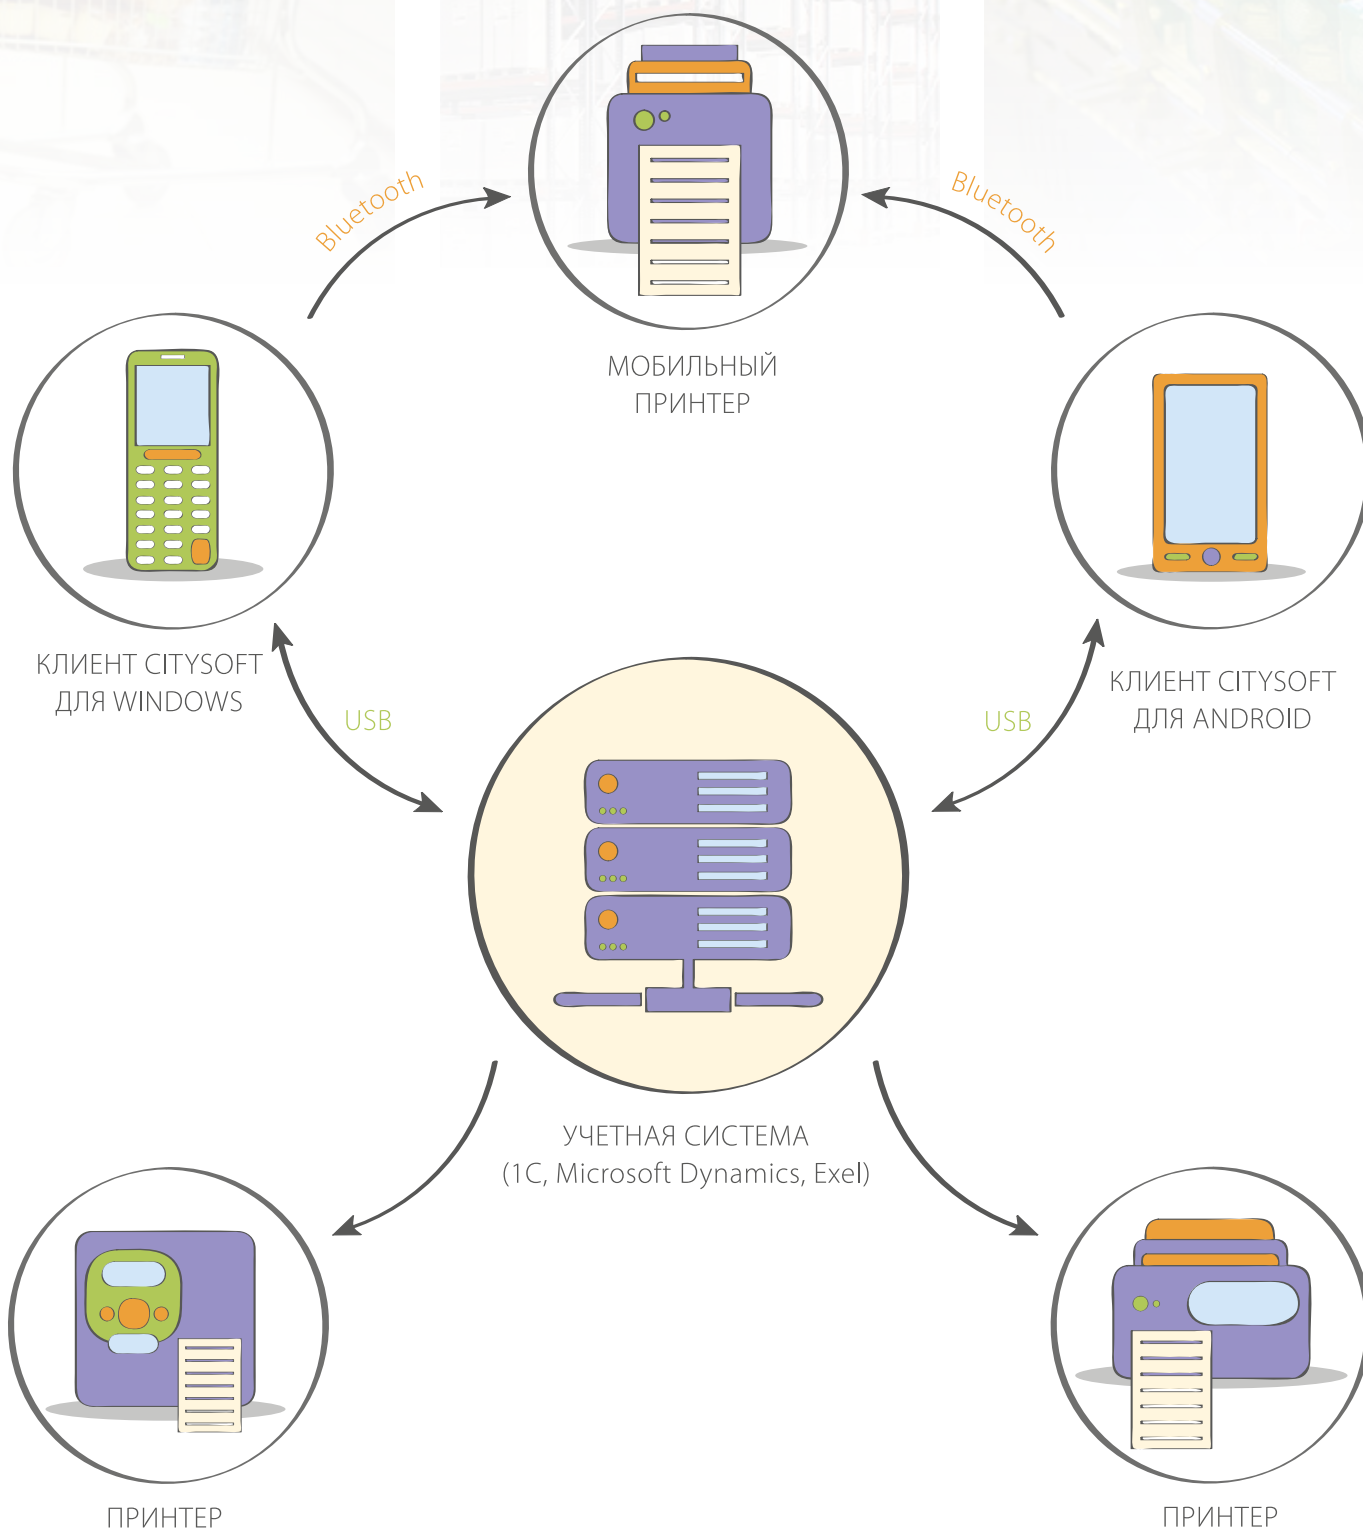 Bluetooth
Bluetooth
МОБИЛЬНЫЙ
ПРИНТЕР
КЛИЕНТ CITYSOFT
ДЛЯ WINDOWS
КЛИЕНТ CITYSOFT
ДЛЯ ANDROID
USB
USB
УЧЕТНАЯ СИСТЕМА
(1C, Microsoft Dynamics, Exel)
ПРИНТЕР
ПРИНТЕР